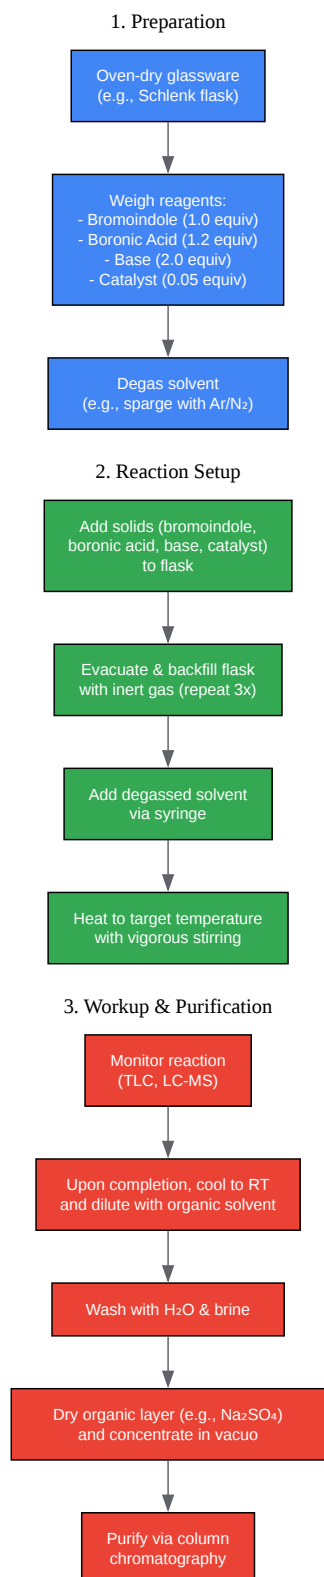 1. Preparation
Oven-dry glassware
(e.g., Schlenk flask)
Weigh reagents:
- Bromoindole (1.0 equiv)
- Boronic Acid (1.2 equiv)
- Base (2.0 equiv)
- Catalyst (0.05 equiv)
Degas solvent
(e.g., sparge with Ar/N₂)
2. Reaction Setup
Add solids (bromoindole,
boronic acid, base, catalyst)
to flask
Evacuate & backfill flask
with inert gas (repeat 3x)
Add degassed solvent
via syringe
Heat to target temperature
with vigorous stirring
3. Workup & Purification
Monitor reaction
(TLC, LC-MS)
Upon completion, cool to RT
and dilute with organic solvent
Wash with H₂O & brine
Dry organic layer (e.g., Na₂SO₄)
and concentrate in vacuo
Purify via column
chromatography